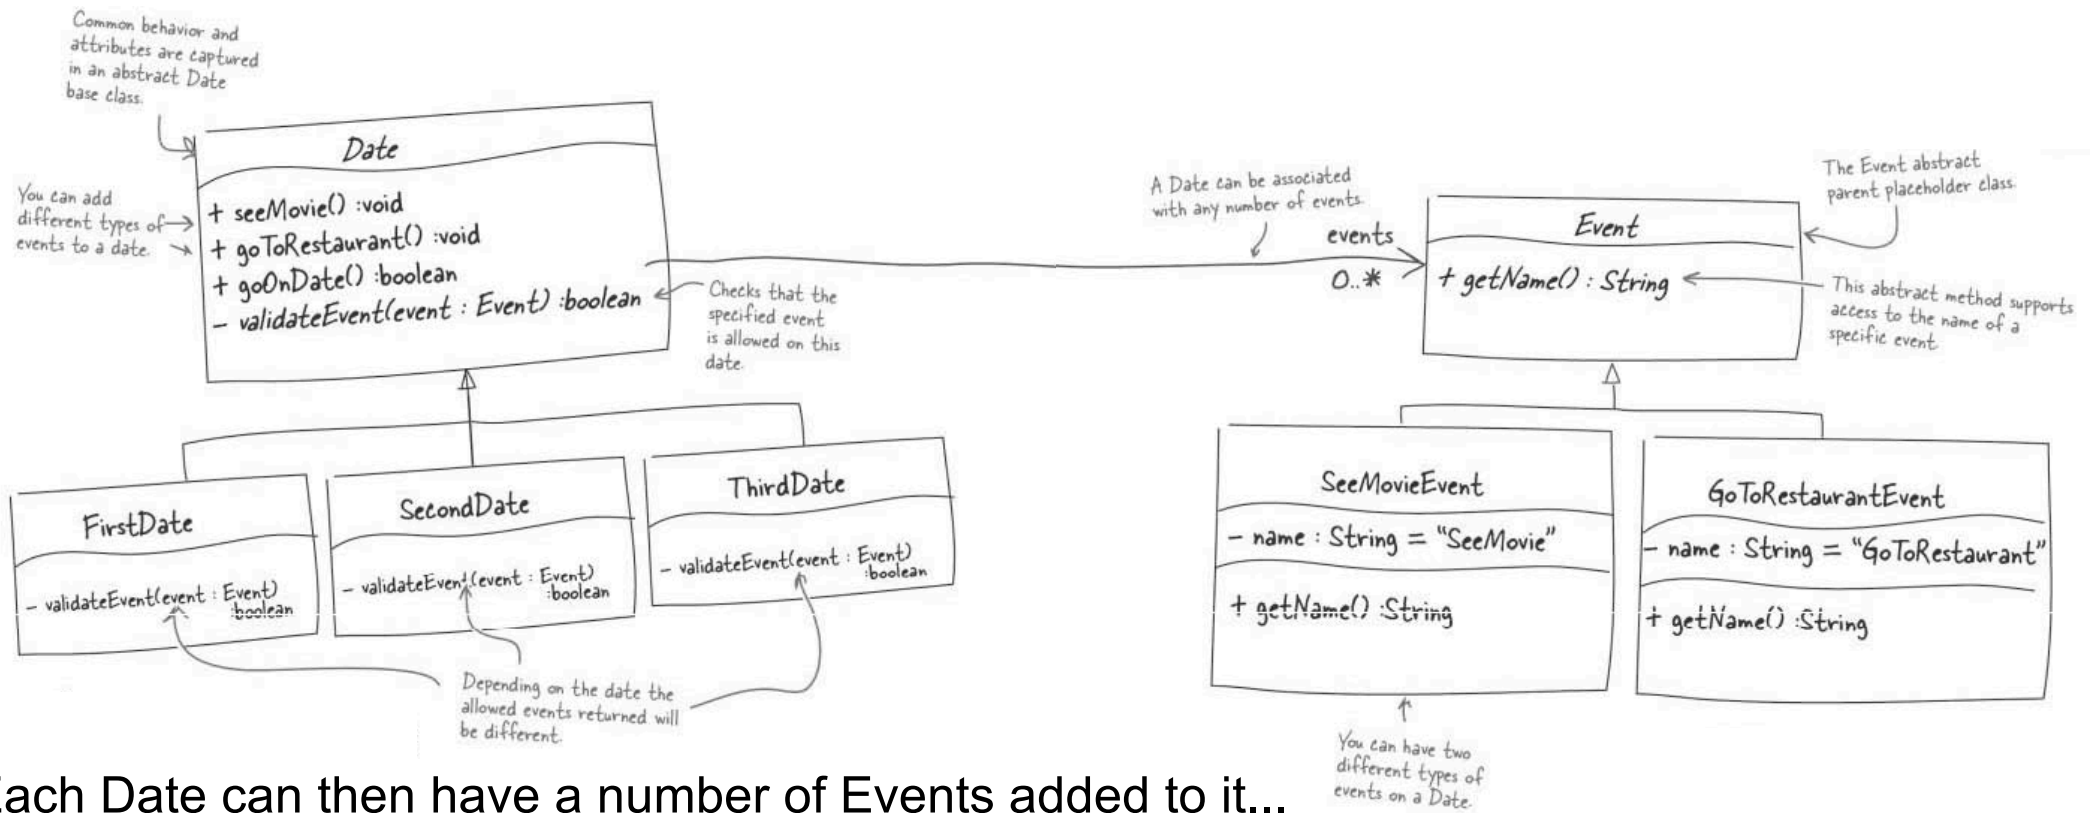 Common behavior and
attributes are captured
in an abstract Date
base class.
You can add
different types of
events to a date.
Date
+ seeMovie() :void
+ goToRestaurant() :void
+ goOnDate() :boolean
- validateEvent(event : Event) :boolean
Checks that the
specified event
is allowed on this
date.
A Date can be associated
with any number of events.
events
0..*
The Event abstract
parent placeholder class.
Event
+ getName() : String
This abstract method supports
access to the name of a
specific event.
FirstDate
- validateEvent(event : Event)
:boolean
SecondDate
- validateEvent(event : Event)
:boolean
ThirdDate
- validateEvent(event : Event)
:boolean
Depending on the date the
allowed events returned will
be different.
SeeMovieEvent
- name : String = "SeeMovie"
+ getName() :String
GoToRestaurantEvent
- name : String = "GoToRestaurant"
+ getName() :String
You can have two
different types of
events on a Date.
Each Date can then have a number of Events added to it...